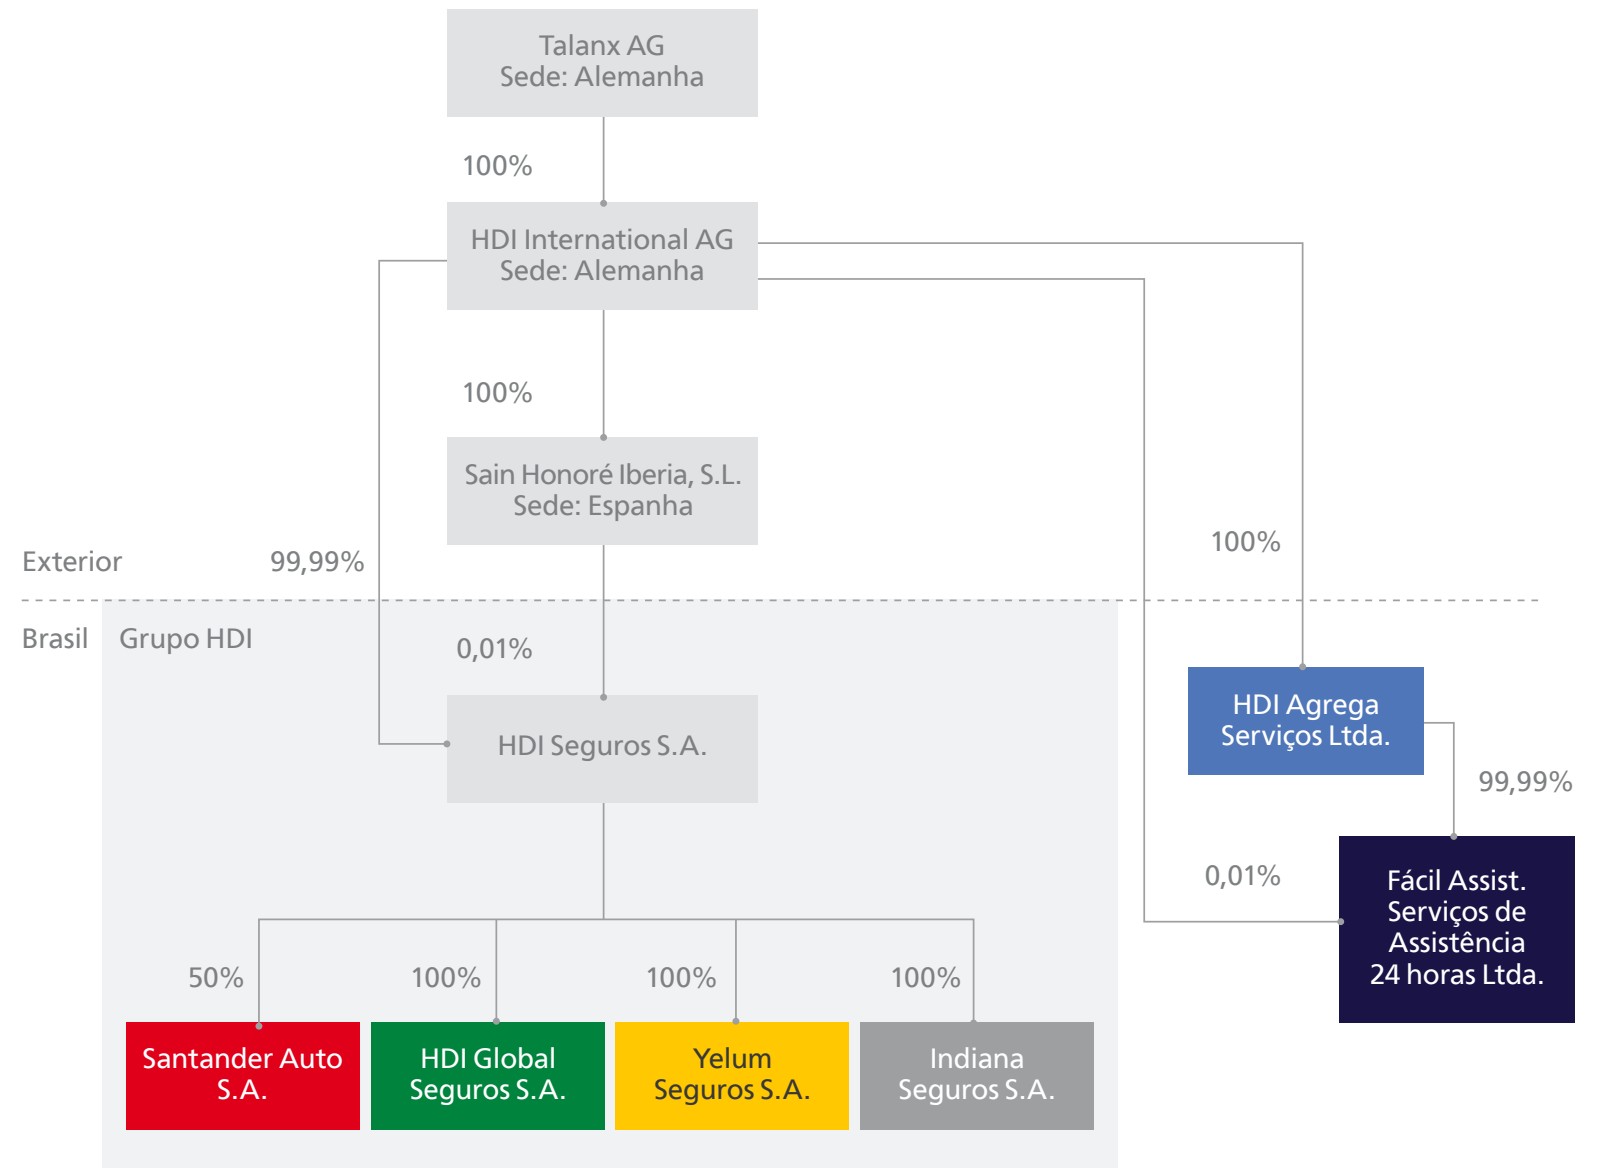 Talanx AG
Sede: Alemanha
100%
HDI International AG
Sede: Alemanha
100%
Sain Honoré Iberia, S.L.
Sede: Espanha
100%
Exterior
99,99%
Brasil
Grupo HDI
0,01%
HDI Seguros S.A.
HDI Agrega
Serviços Ltda.
99,99%
0,01%
Fácil Assist.
Serviços de
Assistência
24 horas Ltda.
50%
100%
100%
100%
Santander Auto
S.A.
HDI Global
Seguros S.A.
Yelum
Seguros S.A.
Indiana
Seguros S.A.